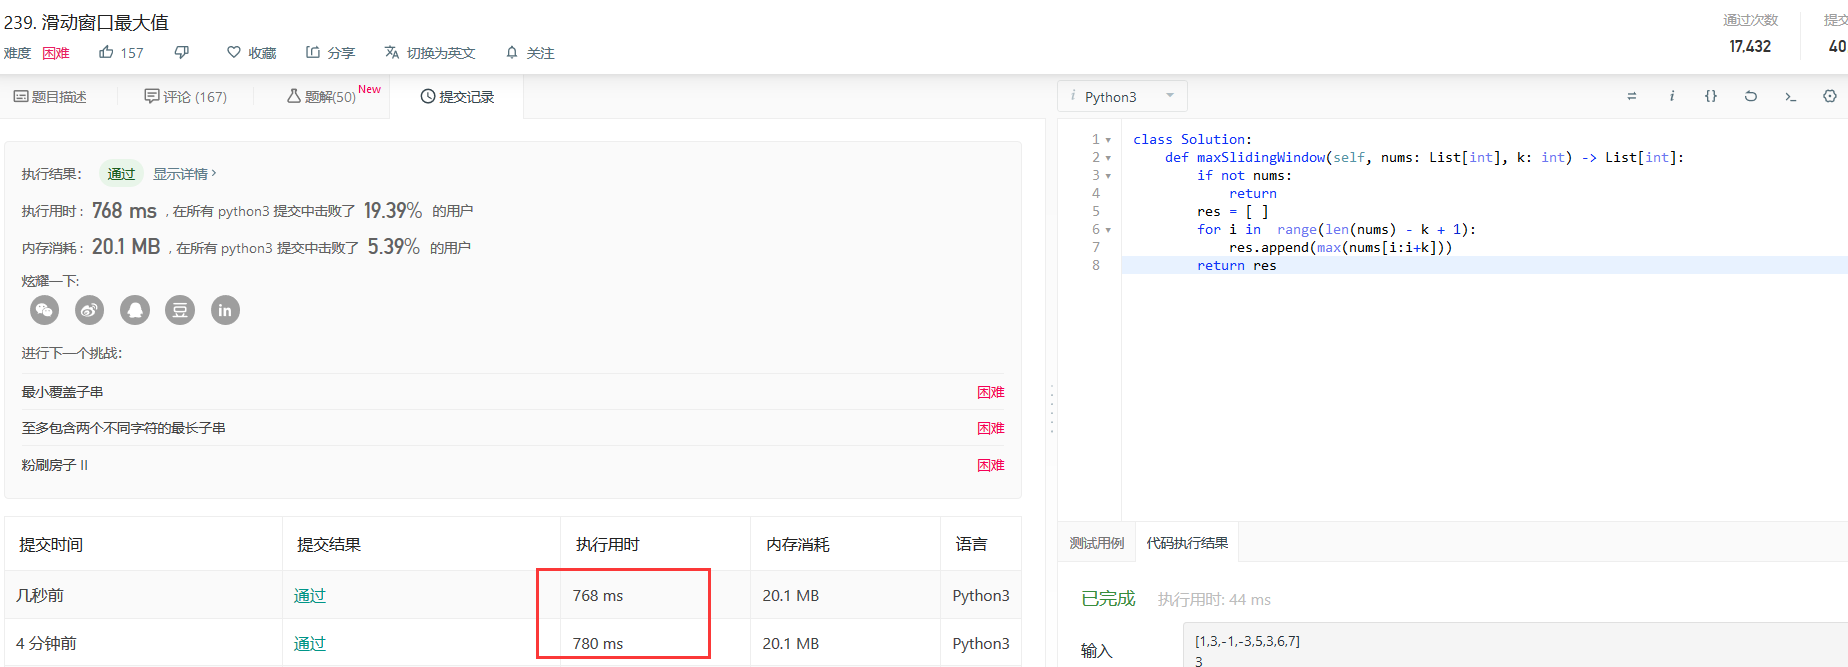 239. 滑动窗口最大值
难度 困难 157 收藏 分享 切换为英文 关注
通过次数
17,432
提交
40
题目描述 评论 (167) 题解(50) New 提交记录
执行结果： 通过 显示详情 ›
执行用时 : 768 ms , 在所有 python3 提交中击败了 19.39% 的用户
内存消耗 : 20.1 MB , 在所有 python3 提交中击败了 5.39% 的用户
炫耀一下:
豆 in
进行下一个挑战：
最小覆盖子串 困难
至多包含两个不同字符的最长子串 困难
粉刷房子 II 困难
提交时间 提交结果 执行用时 内存消耗 语言
几秒前 通过 768 ms 20.1 MB Python3
4 分钟前 通过 780 ms 20.1 MB Python3
i Python3 i {} >_
1 class Solution:
2 def maxSlidingWindow(self, nums: List[int], k: int) -> List[int]:
3 if not nums:
4 return
5 res = [ ]
6 for i in  range(len(nums) - k + 1):
7 res.append(max(nums[i:i+k]))
8 return res
测试用例 代码执行结果
已完成 执行用时: 44 ms
输入
[1,3,-1,-3,5,3,6,7]
3